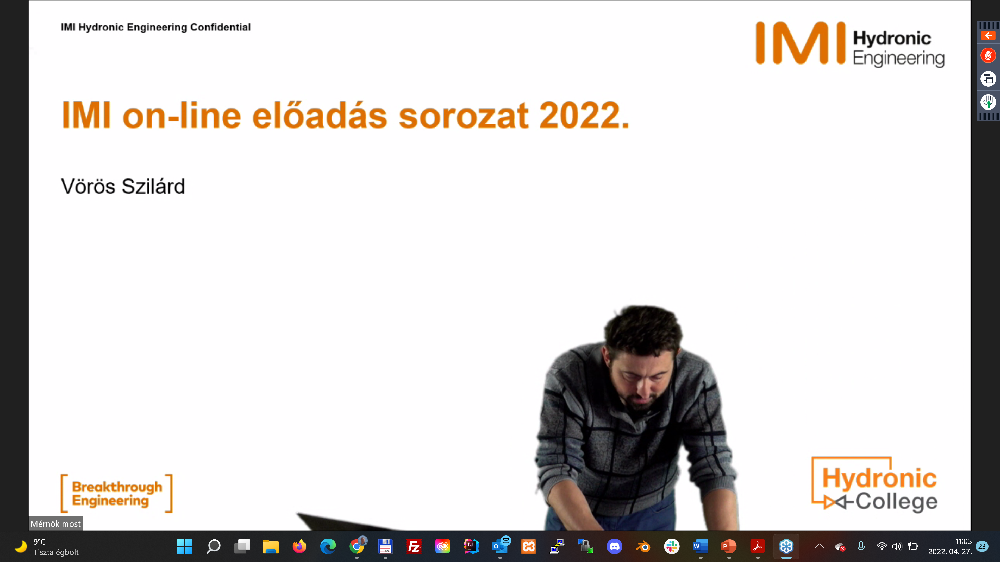 IMI Hydronic Engineering Confidential
IMI Hydronic
Engineering
IMI on-line előadás sorozat 2022.
Vörös Szilárd
[Breakthrough
Engineering]
Hydronic
College
Mérnök most
9°C
Tiszta égbolt
11:03
2022. 04. 27.
23